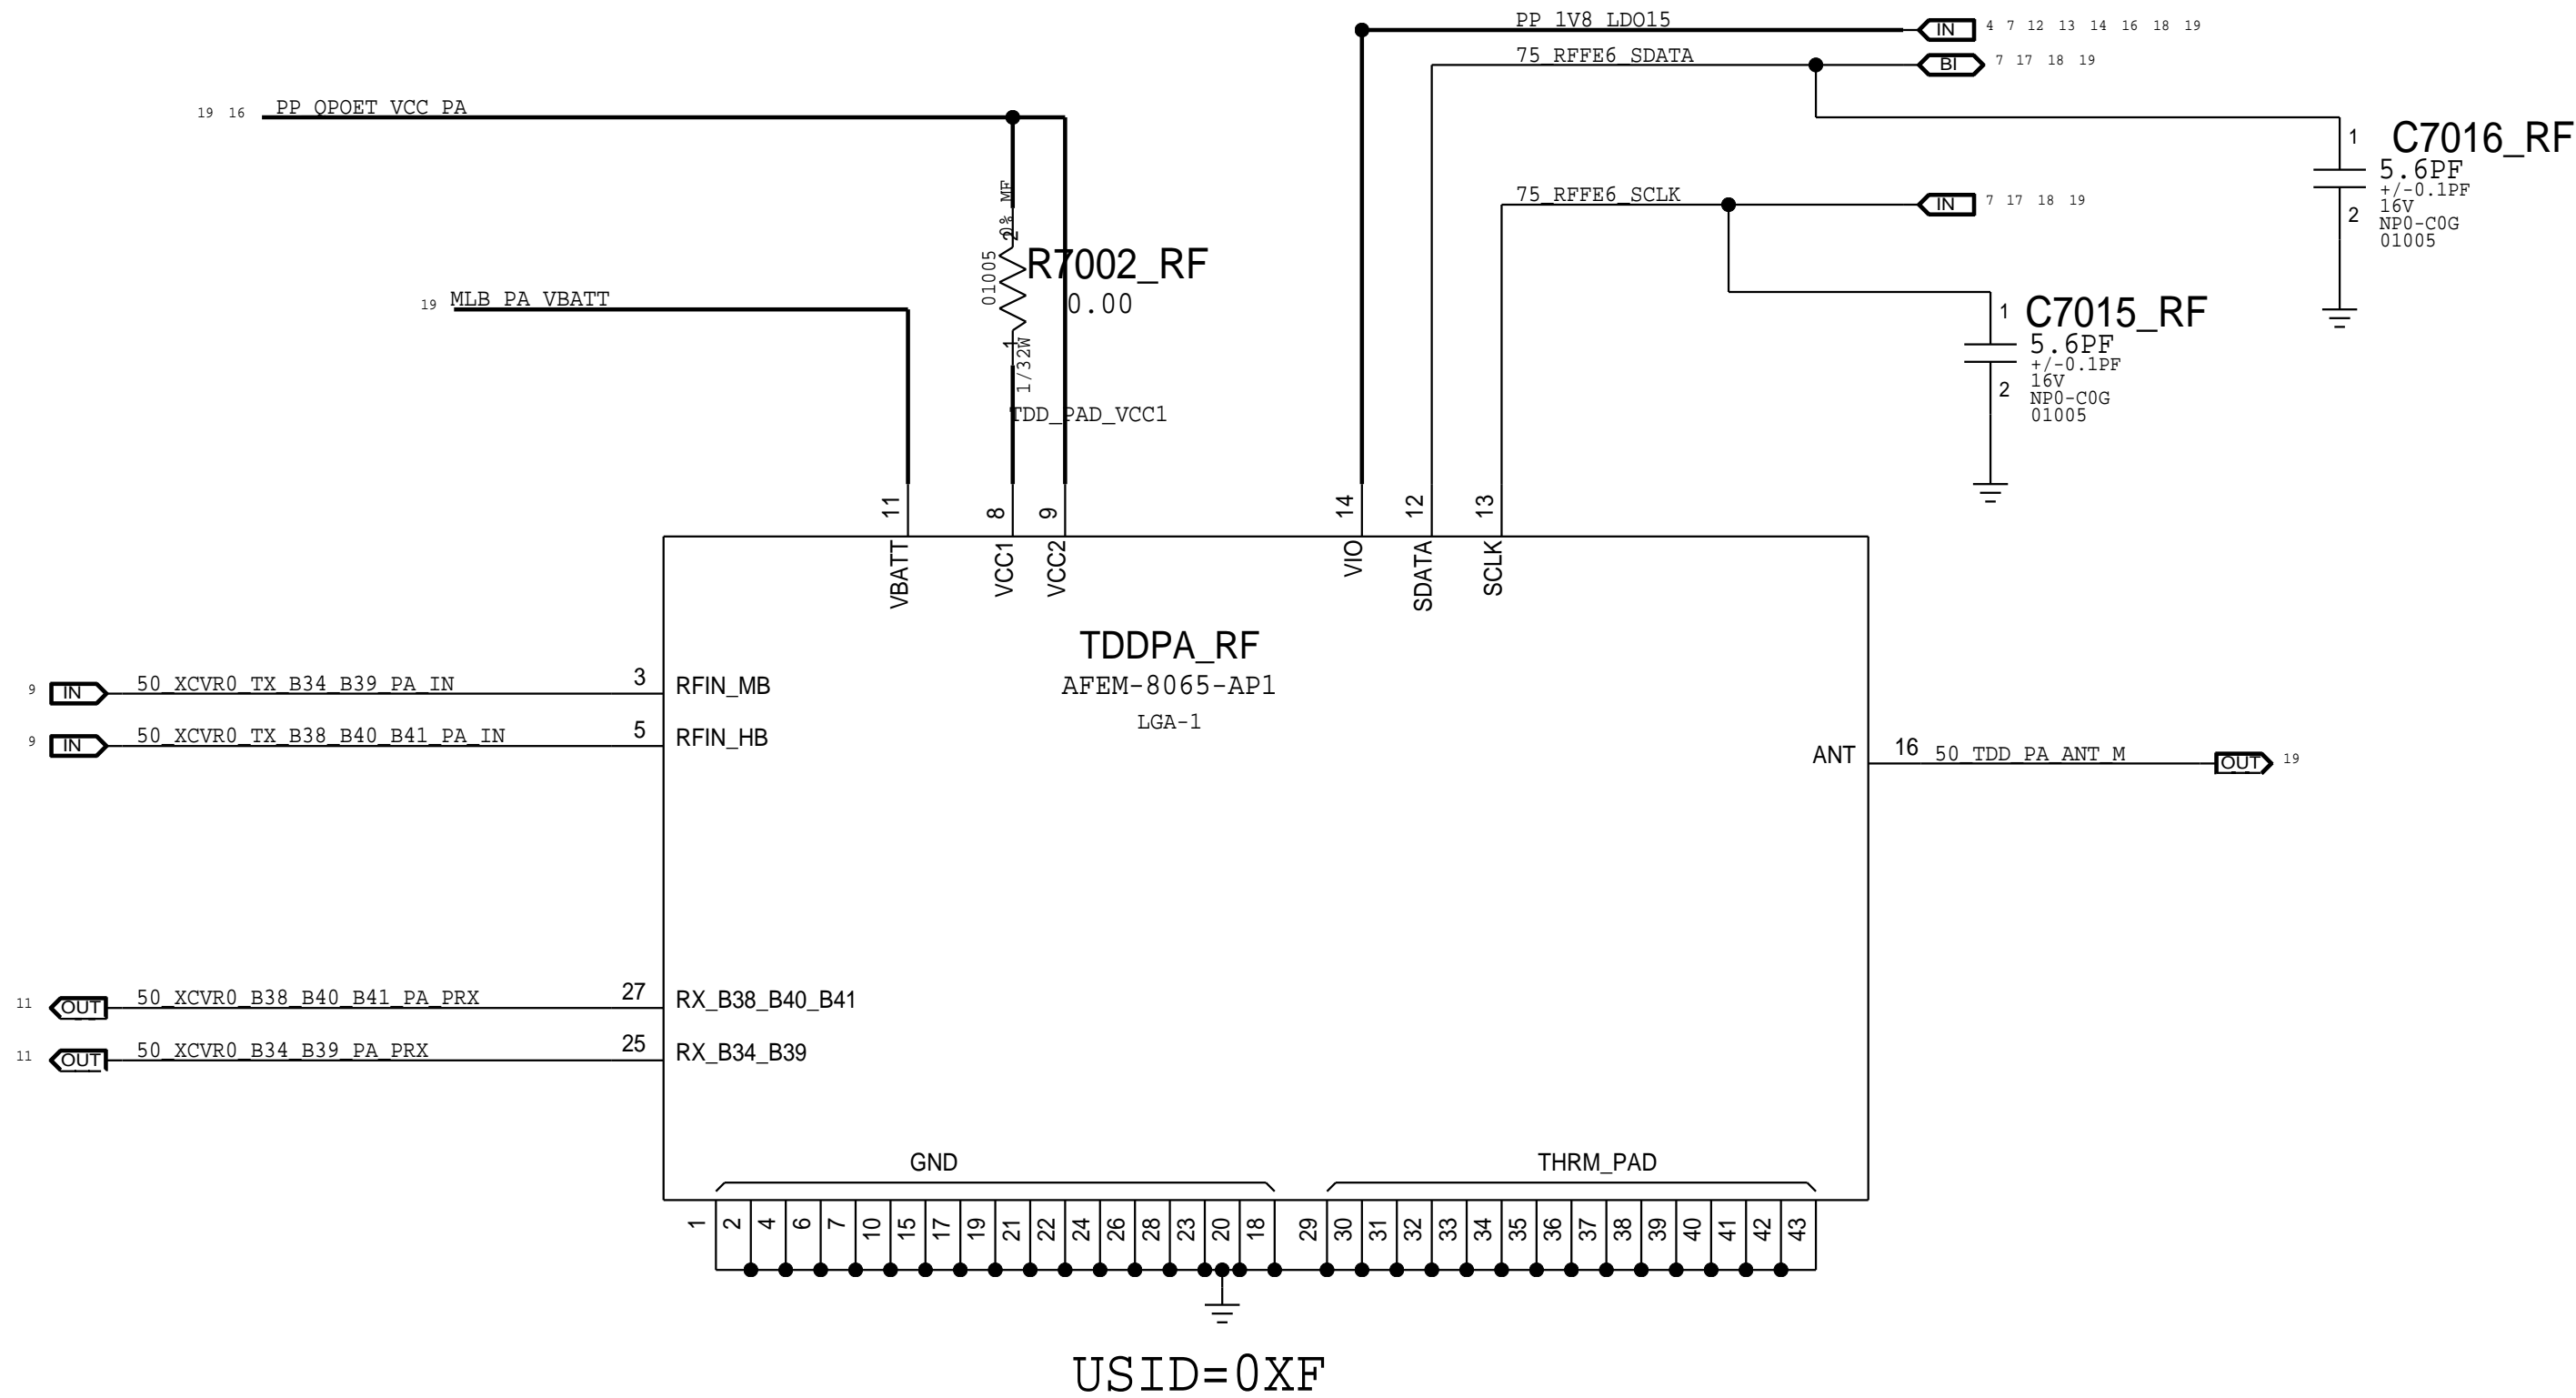 PP_1V8_LDO15
IN 4 7 12 13 14 16 18 19
75_RFFE6_SDATA
BI 7 17 18 19
19 16 PP_QPOET_VCC_PA
C7016_RF
1
5.6PF
+/-0.1PF
16V
NP0-C0G
01005
2
75_RFFE6_SCLK
IN 7 17 18 19
0% MF
2
01005
R7002_RF
0.00
1
1/32W
19 MLB_PA_VBATT
C7015_RF
1
5.6PF
+/-0.1PF
16V
NP0-C0G
01005
2
TDD_PAD_VCC1
11 8 9 14 12 13
VBATT VCC1 VCC2 VIO SDATA SCLK
TDDPA_RF
AFEM-8065-AP1
LGA-1
9 IN 50_XCVR0_TX_B34_B39_PA_IN 3 RFIN_MB
9 IN 50_XCVR0_TX_B38_B40_B41_PA_IN 5 RFIN_HB
ANT 16 50_TDD_PA_ANT_M OUT 19
11 OUT 50_XCVR0_B38_B40_B41_PA_PRX 27 RX_B38_B40_B41
11 OUT 50_XCVR0_B34_B39_PA_PRX 25 RX_B34_B39
GND THRM_PAD
1 2 4 6 7 10 15 17 19 21 22 24 26 28 23 20 18 29 30 31 32 33 34 35 36 37 38 39 40 41 42 43
USID=0XF